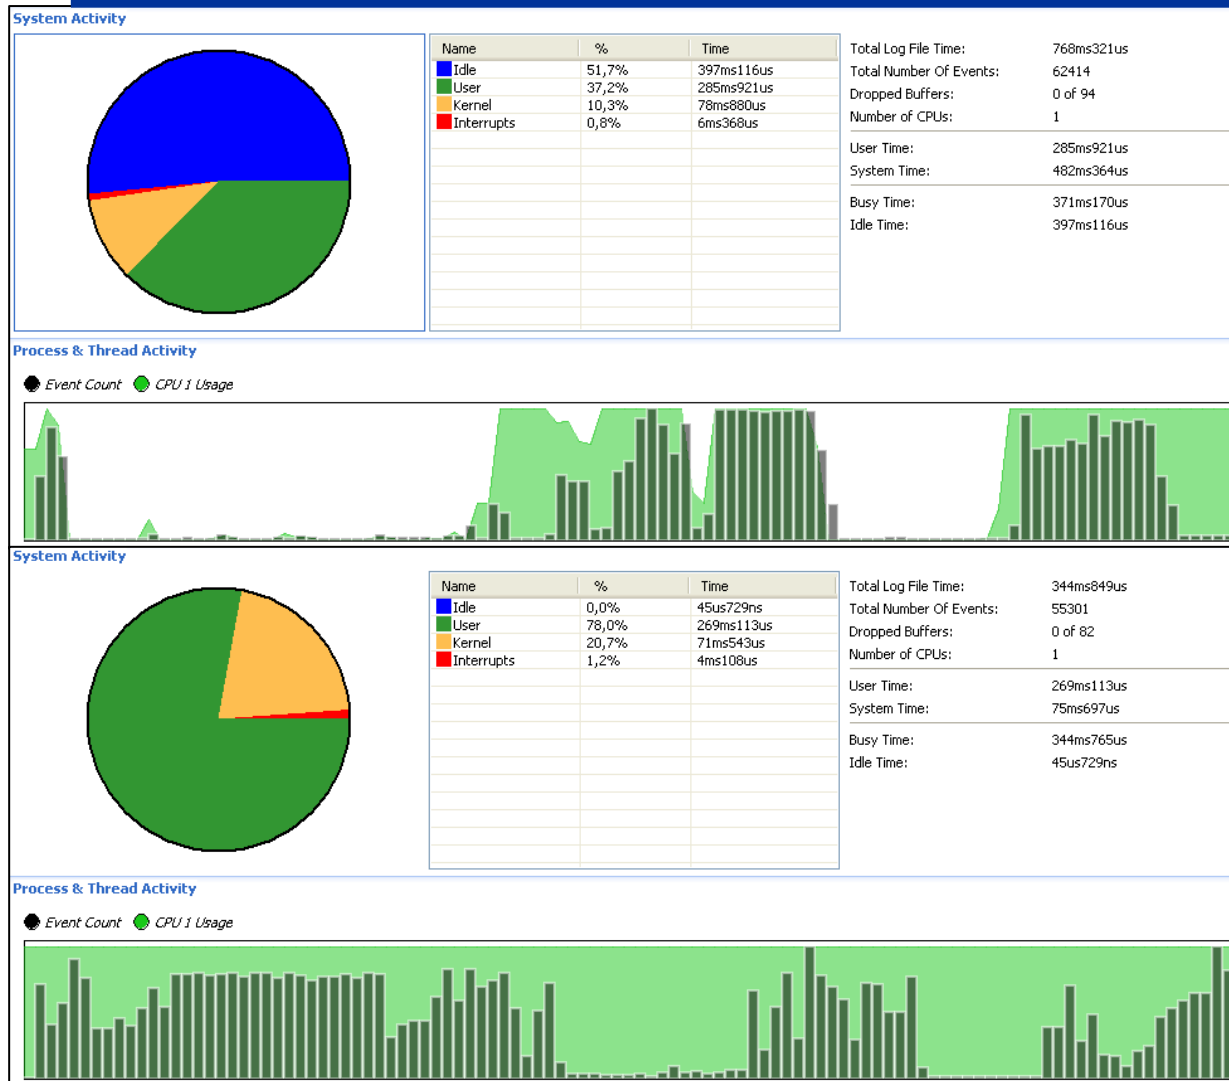 System Activity
Name % Time
Idle 51,7% 397ms116us
User 37,2% 285ms921us
Kernel 10,3% 78ms880us
Interrupts 0,8% 6ms368us
Total Log File Time: 768ms321us
Total Number Of Events: 62414
Dropped Buffers: 0 of 94
Number of CPUs: 1
User Time: 285ms921us
System Time: 482ms364us
Busy Time: 371ms170us
Idle Time: 397ms116us
Process & Thread Activity
Event Count CPU 1 Usage
System Activity
Name % Time
Idle 0,0% 45us729ns
User 78,0% 269ms113us
Kernel 20,7% 71ms543us
Interrupts 1,2% 4ms108us
Total Log File Time: 344ms849us
Total Number Of Events: 55301
Dropped Buffers: 0 of 82
Number of CPUs: 1
User Time: 269ms113us
System Time: 75ms697us
Busy Time: 344ms765us
Idle Time: 45us729ns
Process & Thread Activity
Event Count CPU 1 Usage